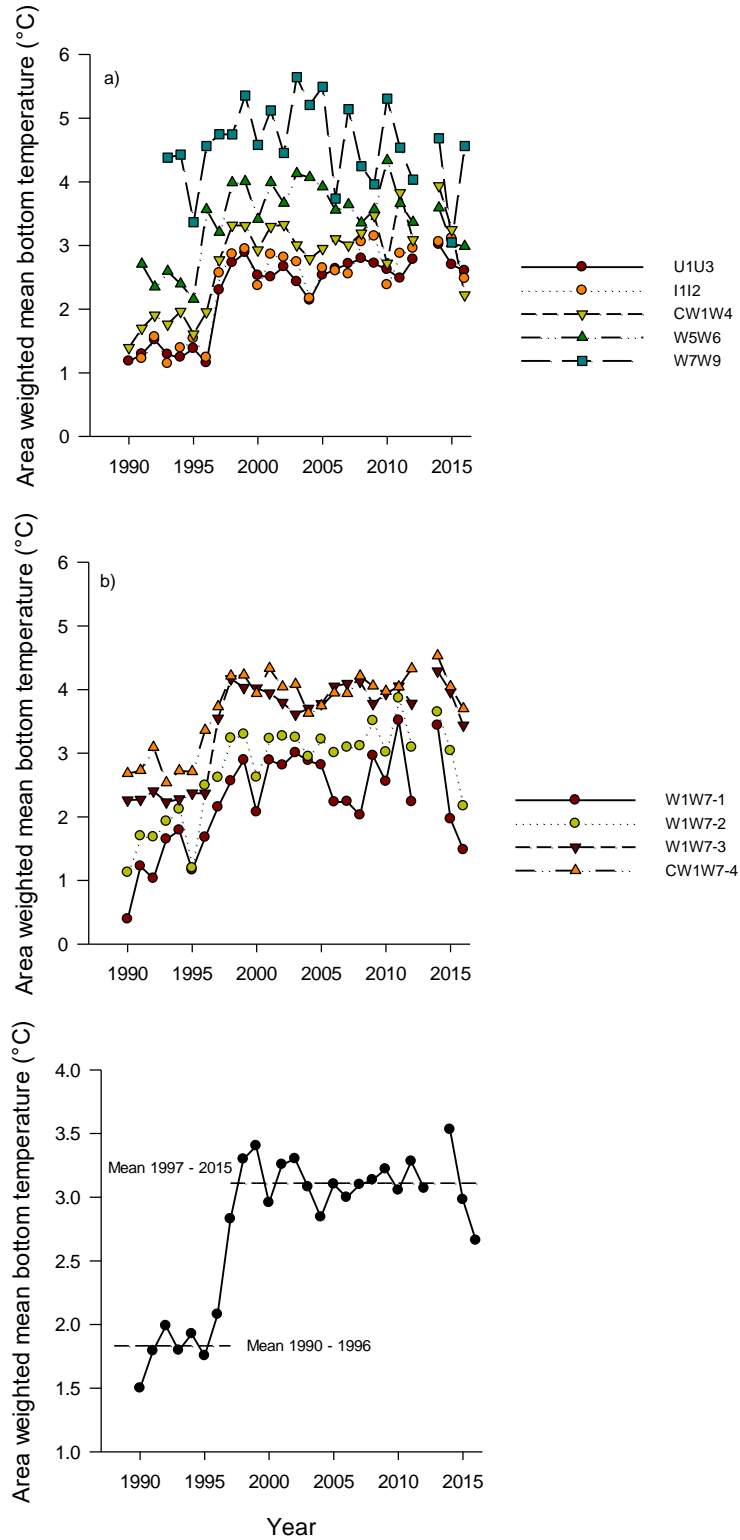 Area weighted mean bottom temperature (°C)
a)
6
5
4
3
2
1
0
1990 1995 2000 2005 2010 2015
U1U3
I1I2
CW1W4
W5W6
W7W9
Area weighted mean bottom temperature (°C)
b)
6
5
4
3
2
1
0
1990 1995 2000 2005 2010 2015
W1W7-1
W1W7-2
W1W7-3
CW1W7-4
Area weighted mean bottom temperature (°C)
4.0
3.5
Mean 1997 - 2015
3.0
2.5
2.0
Mean 1990 - 1996
1.5
1.0
1990 1995 2000 2005 2010 2015
Year